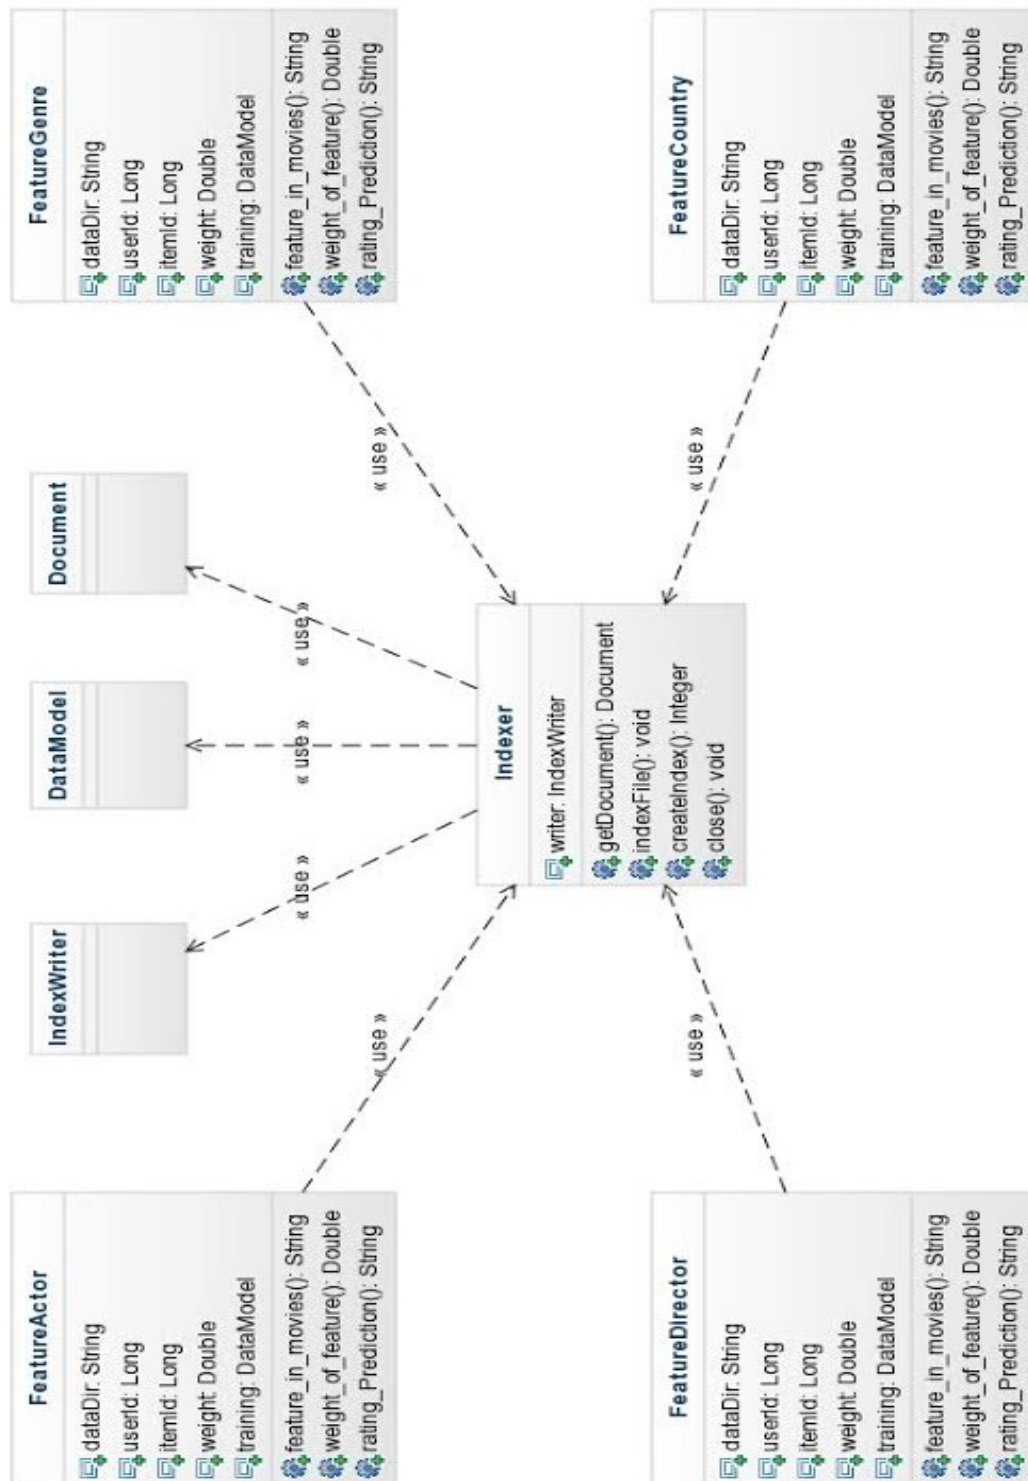 FeatureActor
dataDir: String
userId: Long
itemId: Long
weight: Double
training: DataModel
feature_in_movies(): String
weight_of_feature(): Double
rating_Prediction(): String
IndexWriter
DataModel
Document
FeatureGenre
dataDir: String
userId: Long
itemId: Long
weight: Double
training: DataModel
feature_in_movies(): String
weight_of_feature(): Double
rating_Prediction(): String
« use »
« use »
« use »
« use »
« use »
Indexer
writer: IndexWriter
getDocument(): Document
indexFile(): void
createIndex(): Integer
close(): void
« use »
« use »
FeatureDirector
dataDir: String
userId: Long
itemId: Long
weight: Double
training: DataModel
feature_in_movies(): String
weight_of_feature(): Double
rating_Prediction(): String
FeatureCountry
dataDir: String
userId: Long
itemId: Long
weight: Double
training: DataModel
feature_in_movies(): String
weight_of_feature(): Double
rating_Prediction(): String